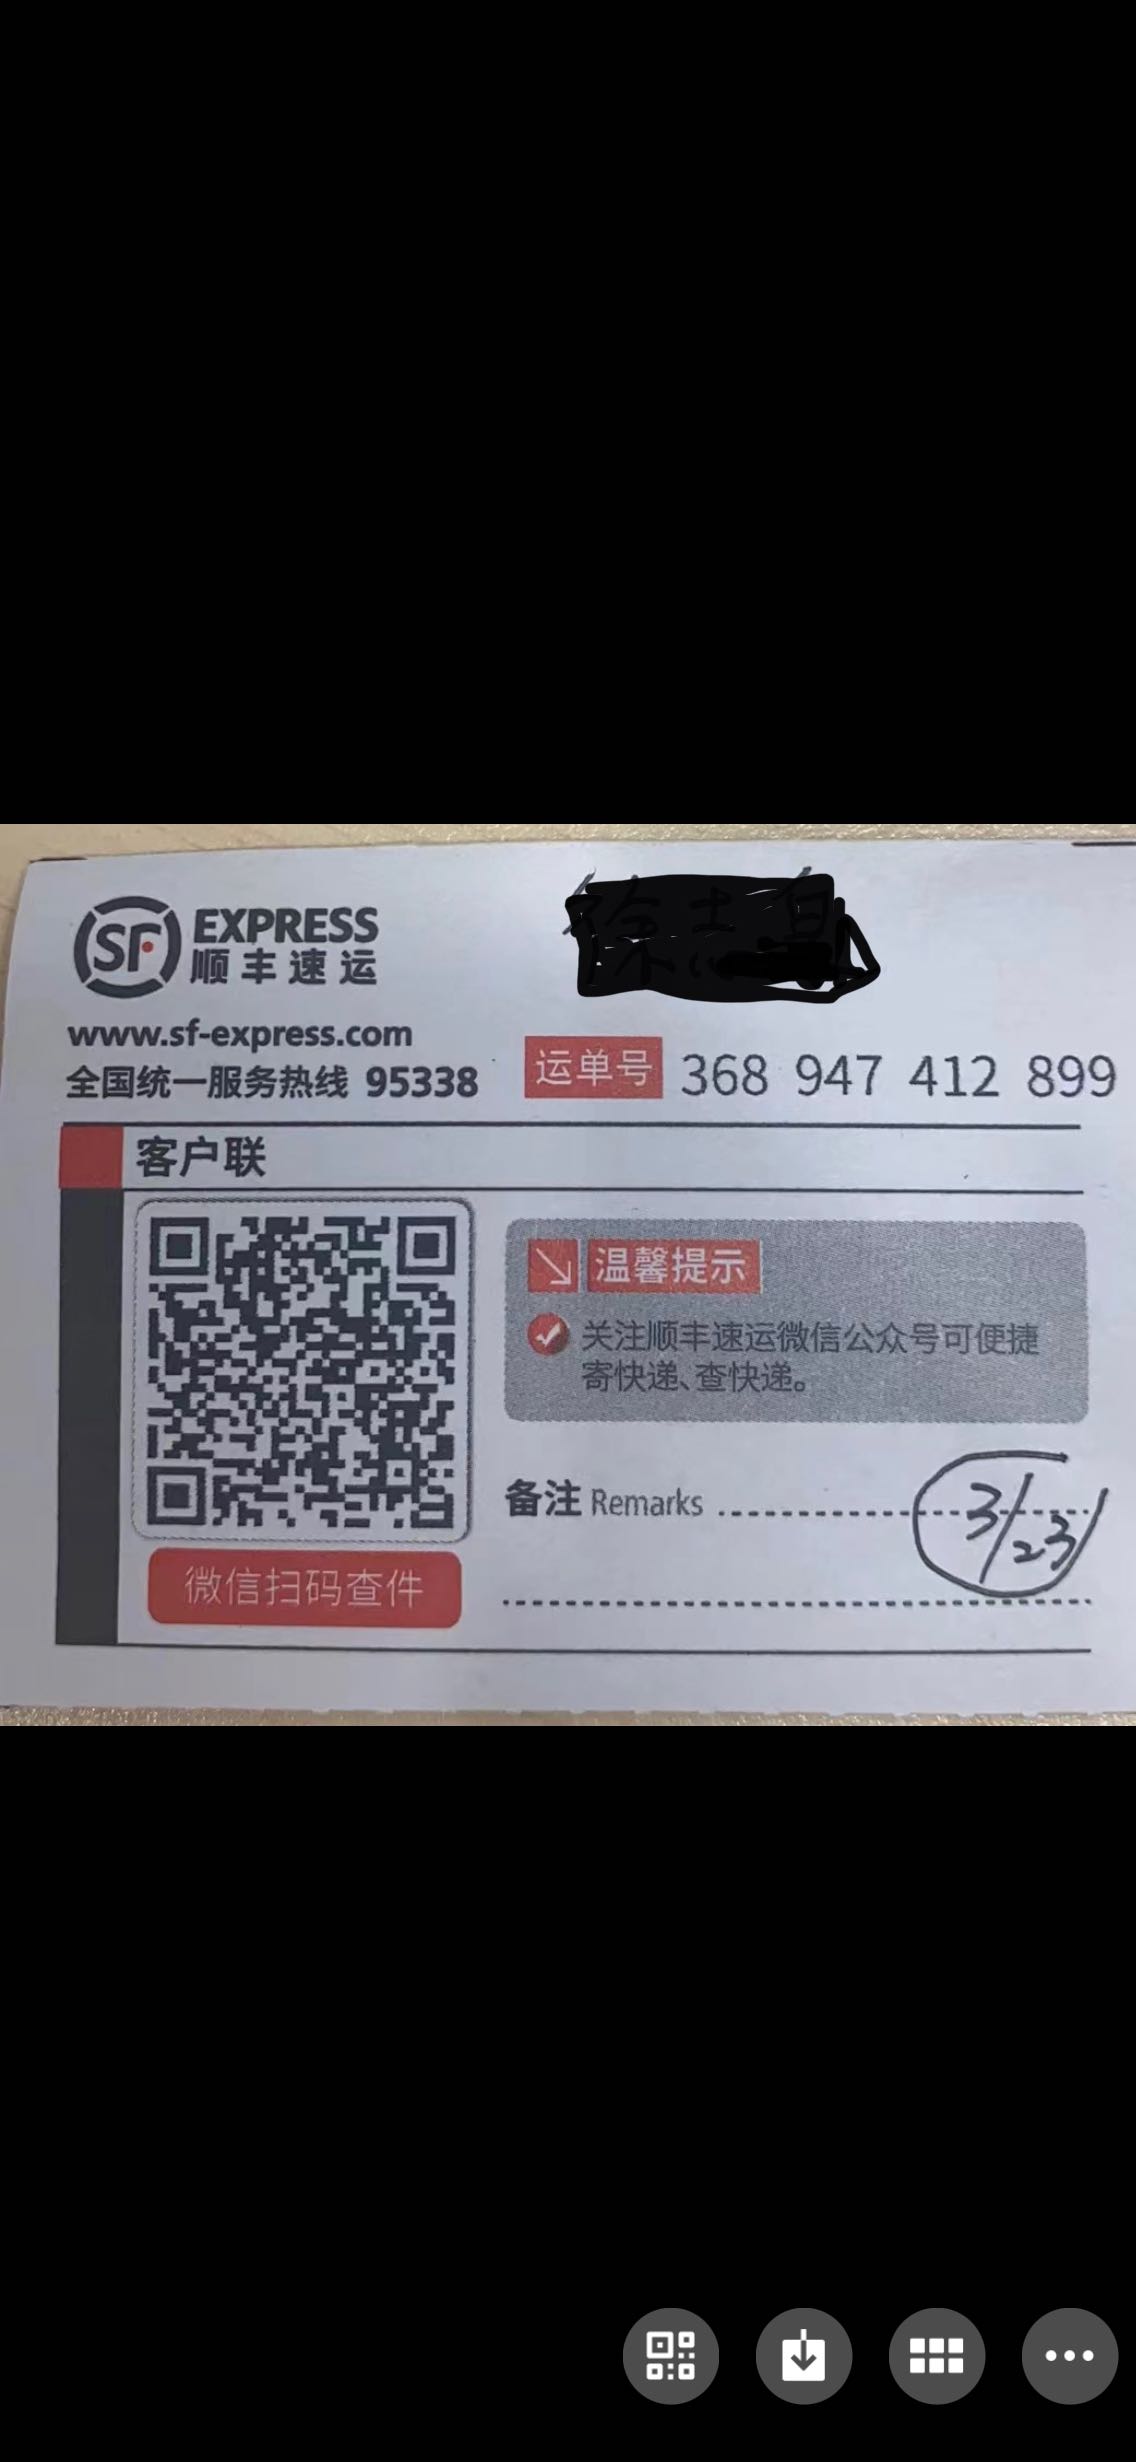 SF EXPRESS
顺丰速运
www.sf-express.com
全国统一服务热线 95338
运单号 368 947 412 899
客户联
温馨提示
关注顺丰速运微信公众号可便捷
寄快递、查快递。
备注 Remarks 3/23
微信扫码查件